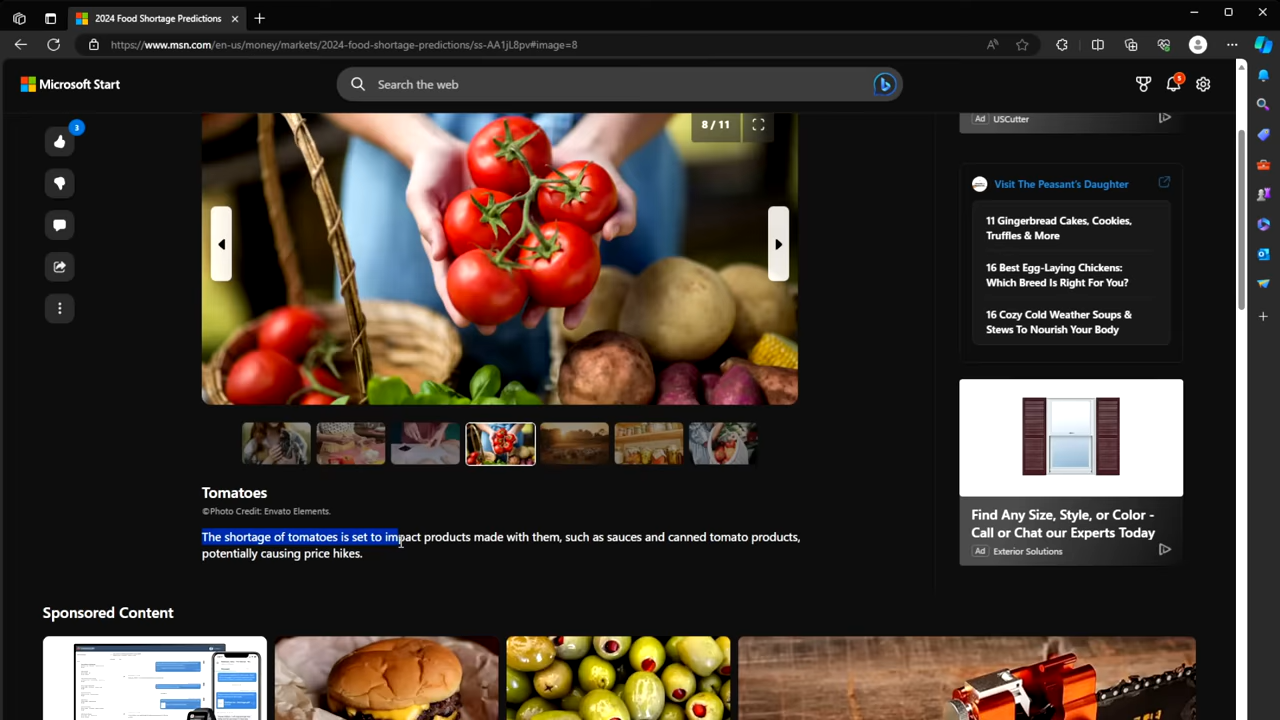 2024 Food Shortage Predictions
https://www.msn.com/en-us/money/markets/2024-food-shortage-predictions/ss-AA1jL8pv#image=8
Microsoft Start
Search the web
5
3
8 / 11
Ad USCutter
Visit The Peasant's Daughter
11 Gingerbread Cakes, Cookies,
Truffles & More
16 Best Egg-Laying Chickens:
Which Breed Is Right For You?
16 Cozy Cold Weather Soups &
Stews To Nourish Your Body
Tomatoes
©Photo Credit: Envato Elements.
The shortage of tomatoes is set to impact products made with them, such as sauces and canned tomato products,
potentially causing price hikes.
Find Any Size, Style, or Color -
Call or Chat our Experts Today
Ad Exterior Solutions
Sponsored Content